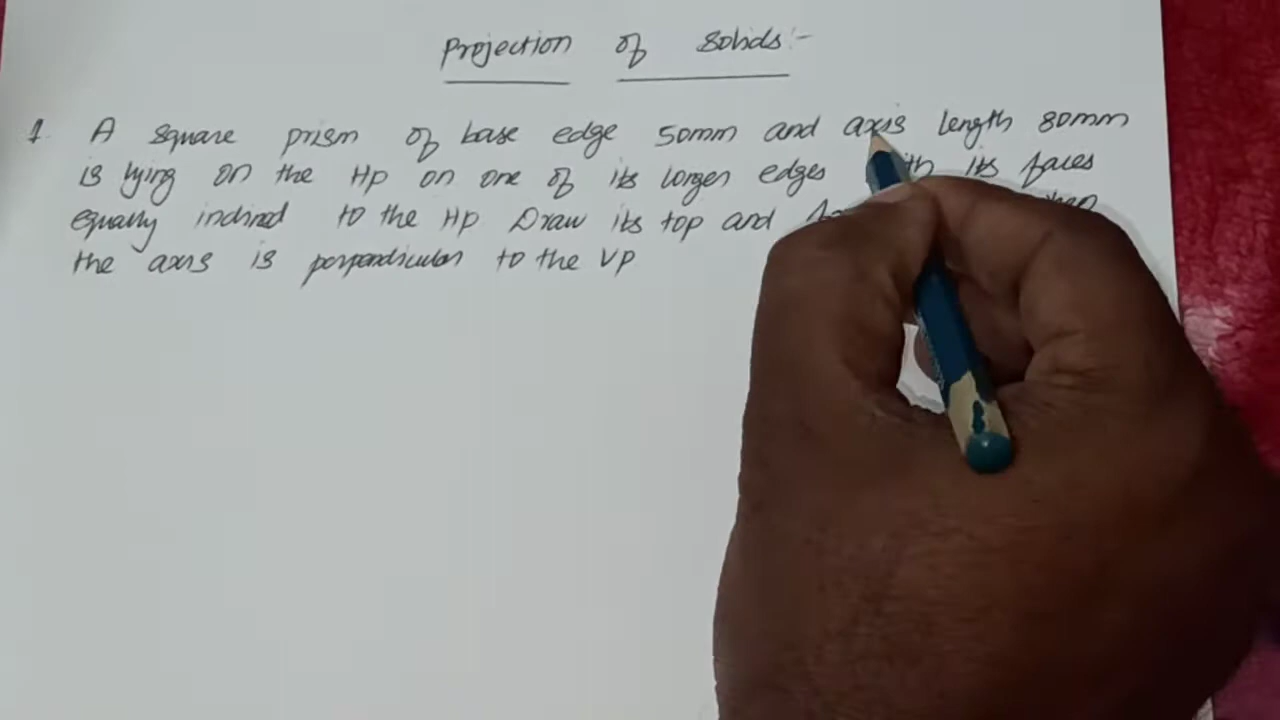 Projection of Solids:-
1. A square prism of base edge 50mm and axis length 80mm
is lying on the HP on one of its longer edges its faces
equally inclined to the HP. Draw its top and
the axis is perpendicular to the VP